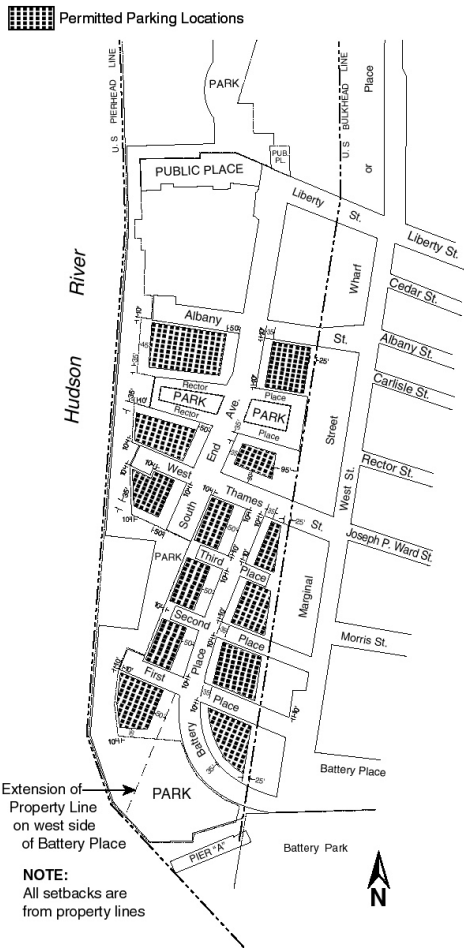 Permitted Parking Locations
U.S PIERHEAD LINE
U.S BULKHEAD LINE
Place
or
PARK
PUB.
PL.
PUBLIC PLACE
Liberty St.
Liberty St.
Wharf
Cedar St.
Hudson River
Albany St.
Albany St.
Carlisle St.
Rector Place
PARK
PARK
Rector Place
Street
South End Ave.
West St.
Rector St.
West Thames St.
Joseph P. Ward St.
PARK
Third Place
Marginal
Second Place
Morris St.
First Place
Battery Place
Battery Place
Extension of
Property Line
on west side
of Battery Place
PARK
PIER "A"
Battery Park
NOTE:
All setbacks are
from property lines
N